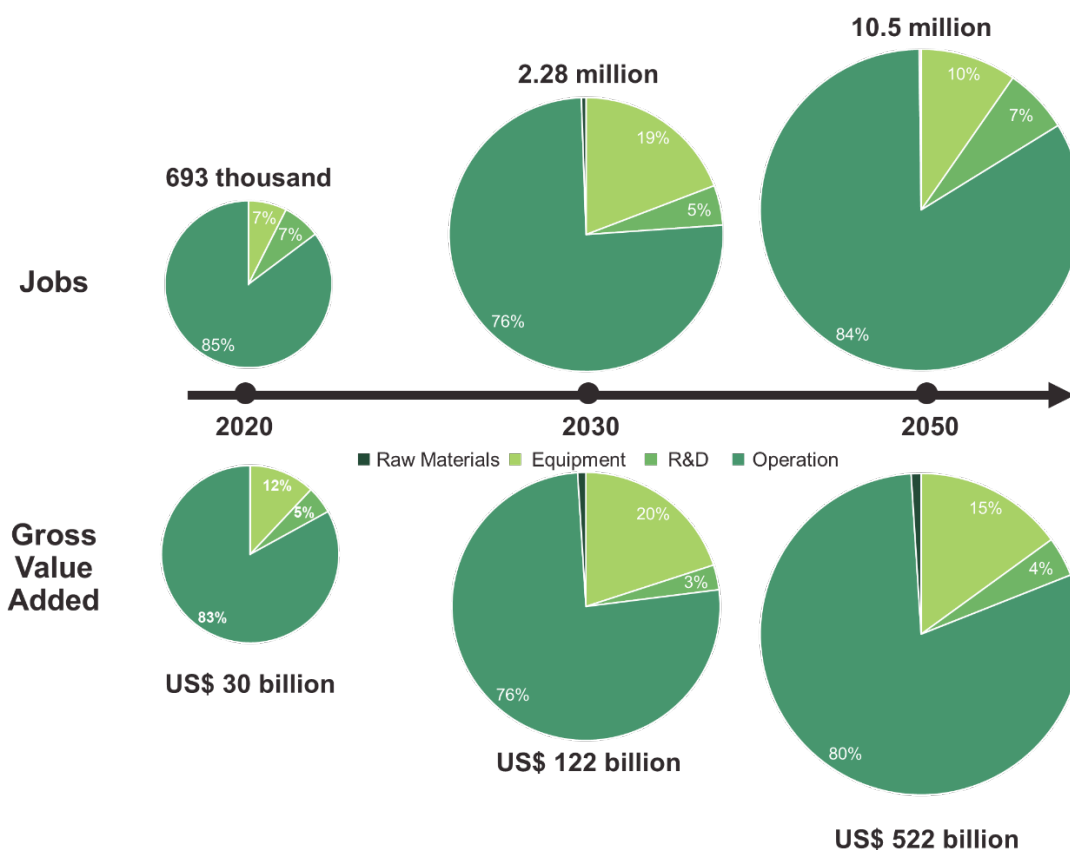 10.5 million
10%
7%
84%
2.28 million
19%
5%
76%
693 thousand
7%
7%
85%
Jobs
2020
2030
2050
Raw Materials
Equipment
R&D
Operation
Gross
Value
Added
12%
5%
83%
US$ 30 billion
20%
3%
76%
US$ 122 billion
15%
4%
80%
US$ 522 billion